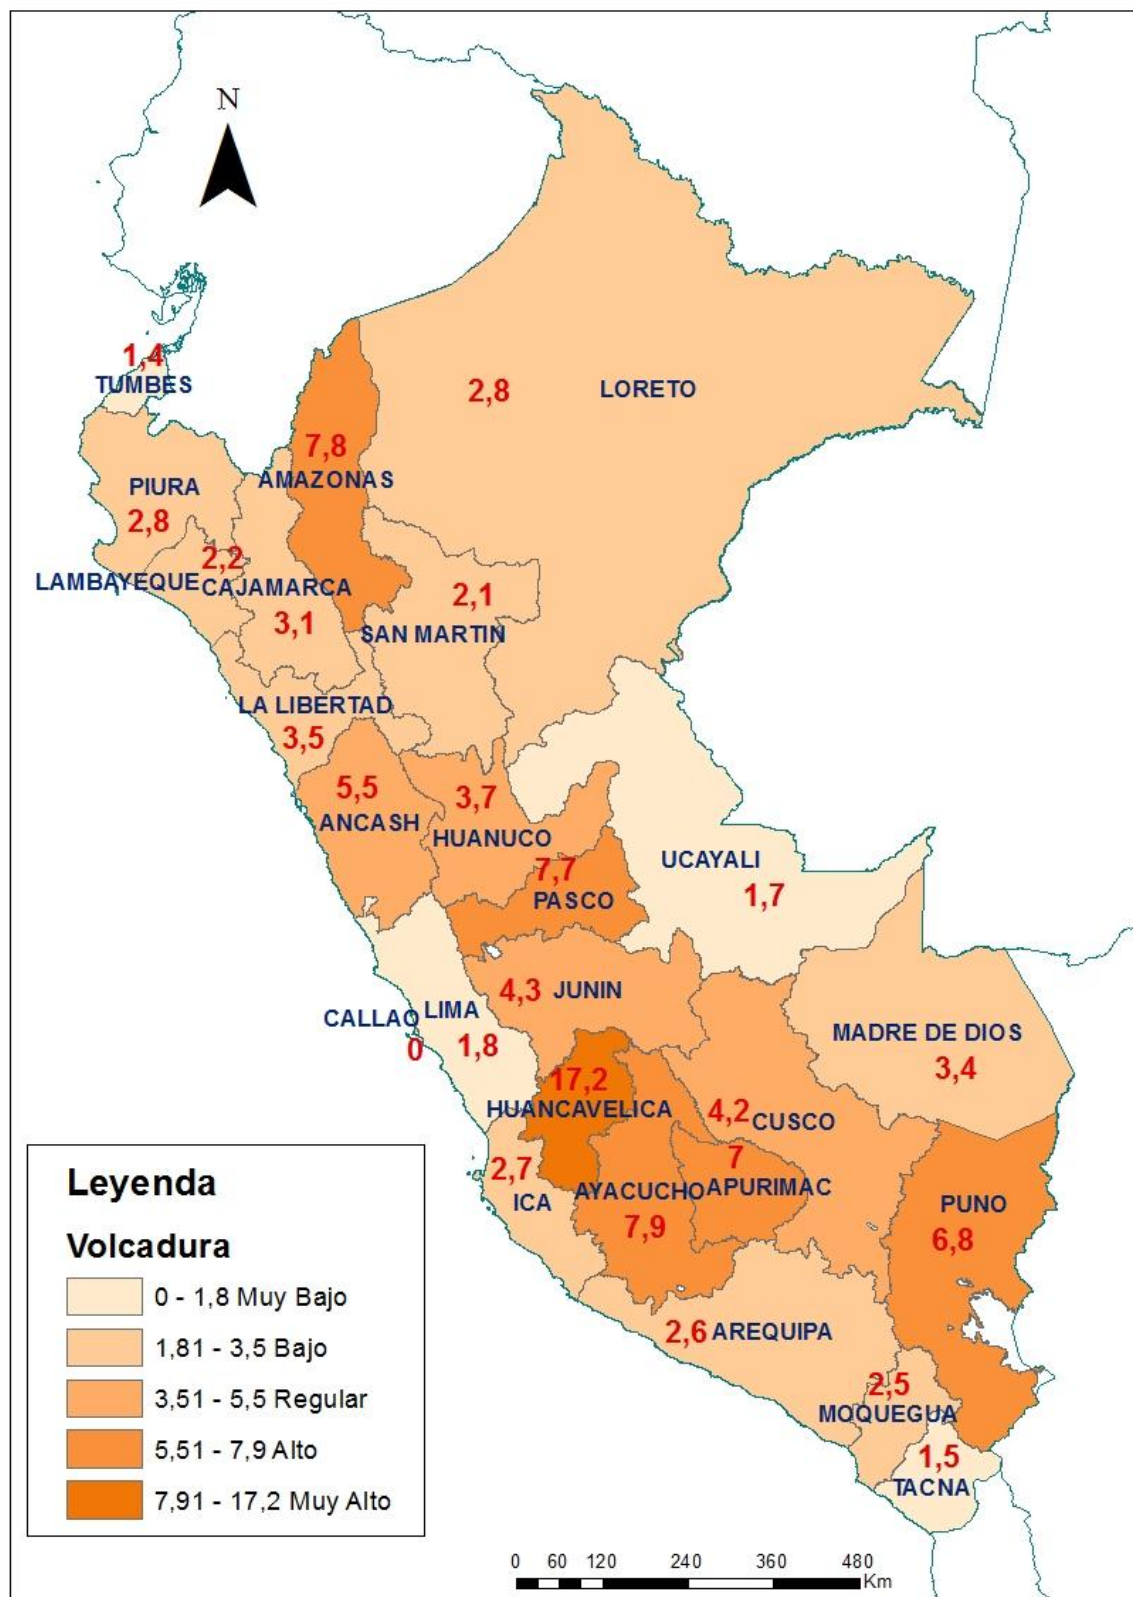 N
1,4
TUMBES
2,8 LORETO
7,8
AMAZONAS
PIURA
2,8
2,2
LAMBAYEQUE CAJAMARCA
2,1
3,1
SAN MARTIN
LA LIBERTAD
3,5
5,5
ANCASH
3,7
HUANUCO
7,7
PASCO
UCAYALI
1,7
4,3 JUNIN
CALLAO LIMA
0 1,8
MADRE DE DIOS
3,4
17,2
HUANCAVELICA
4,2 CUSCO
2,7
ICA
7
AYACUCHO APURIMAC
7,9
PUNO
6,8
2,6 AREQUIPA
2,5
MOQUEGUA
1,5
TACNA
Leyenda
Volcadura
0 - 1,8 Muy Bajo
1,81 - 3,5 Bajo
3,51 - 5,5 Regular
5,51 - 7,9 Alto
7,91 - 17,2 Muy Alto
0 60 120 240 360 480
Km